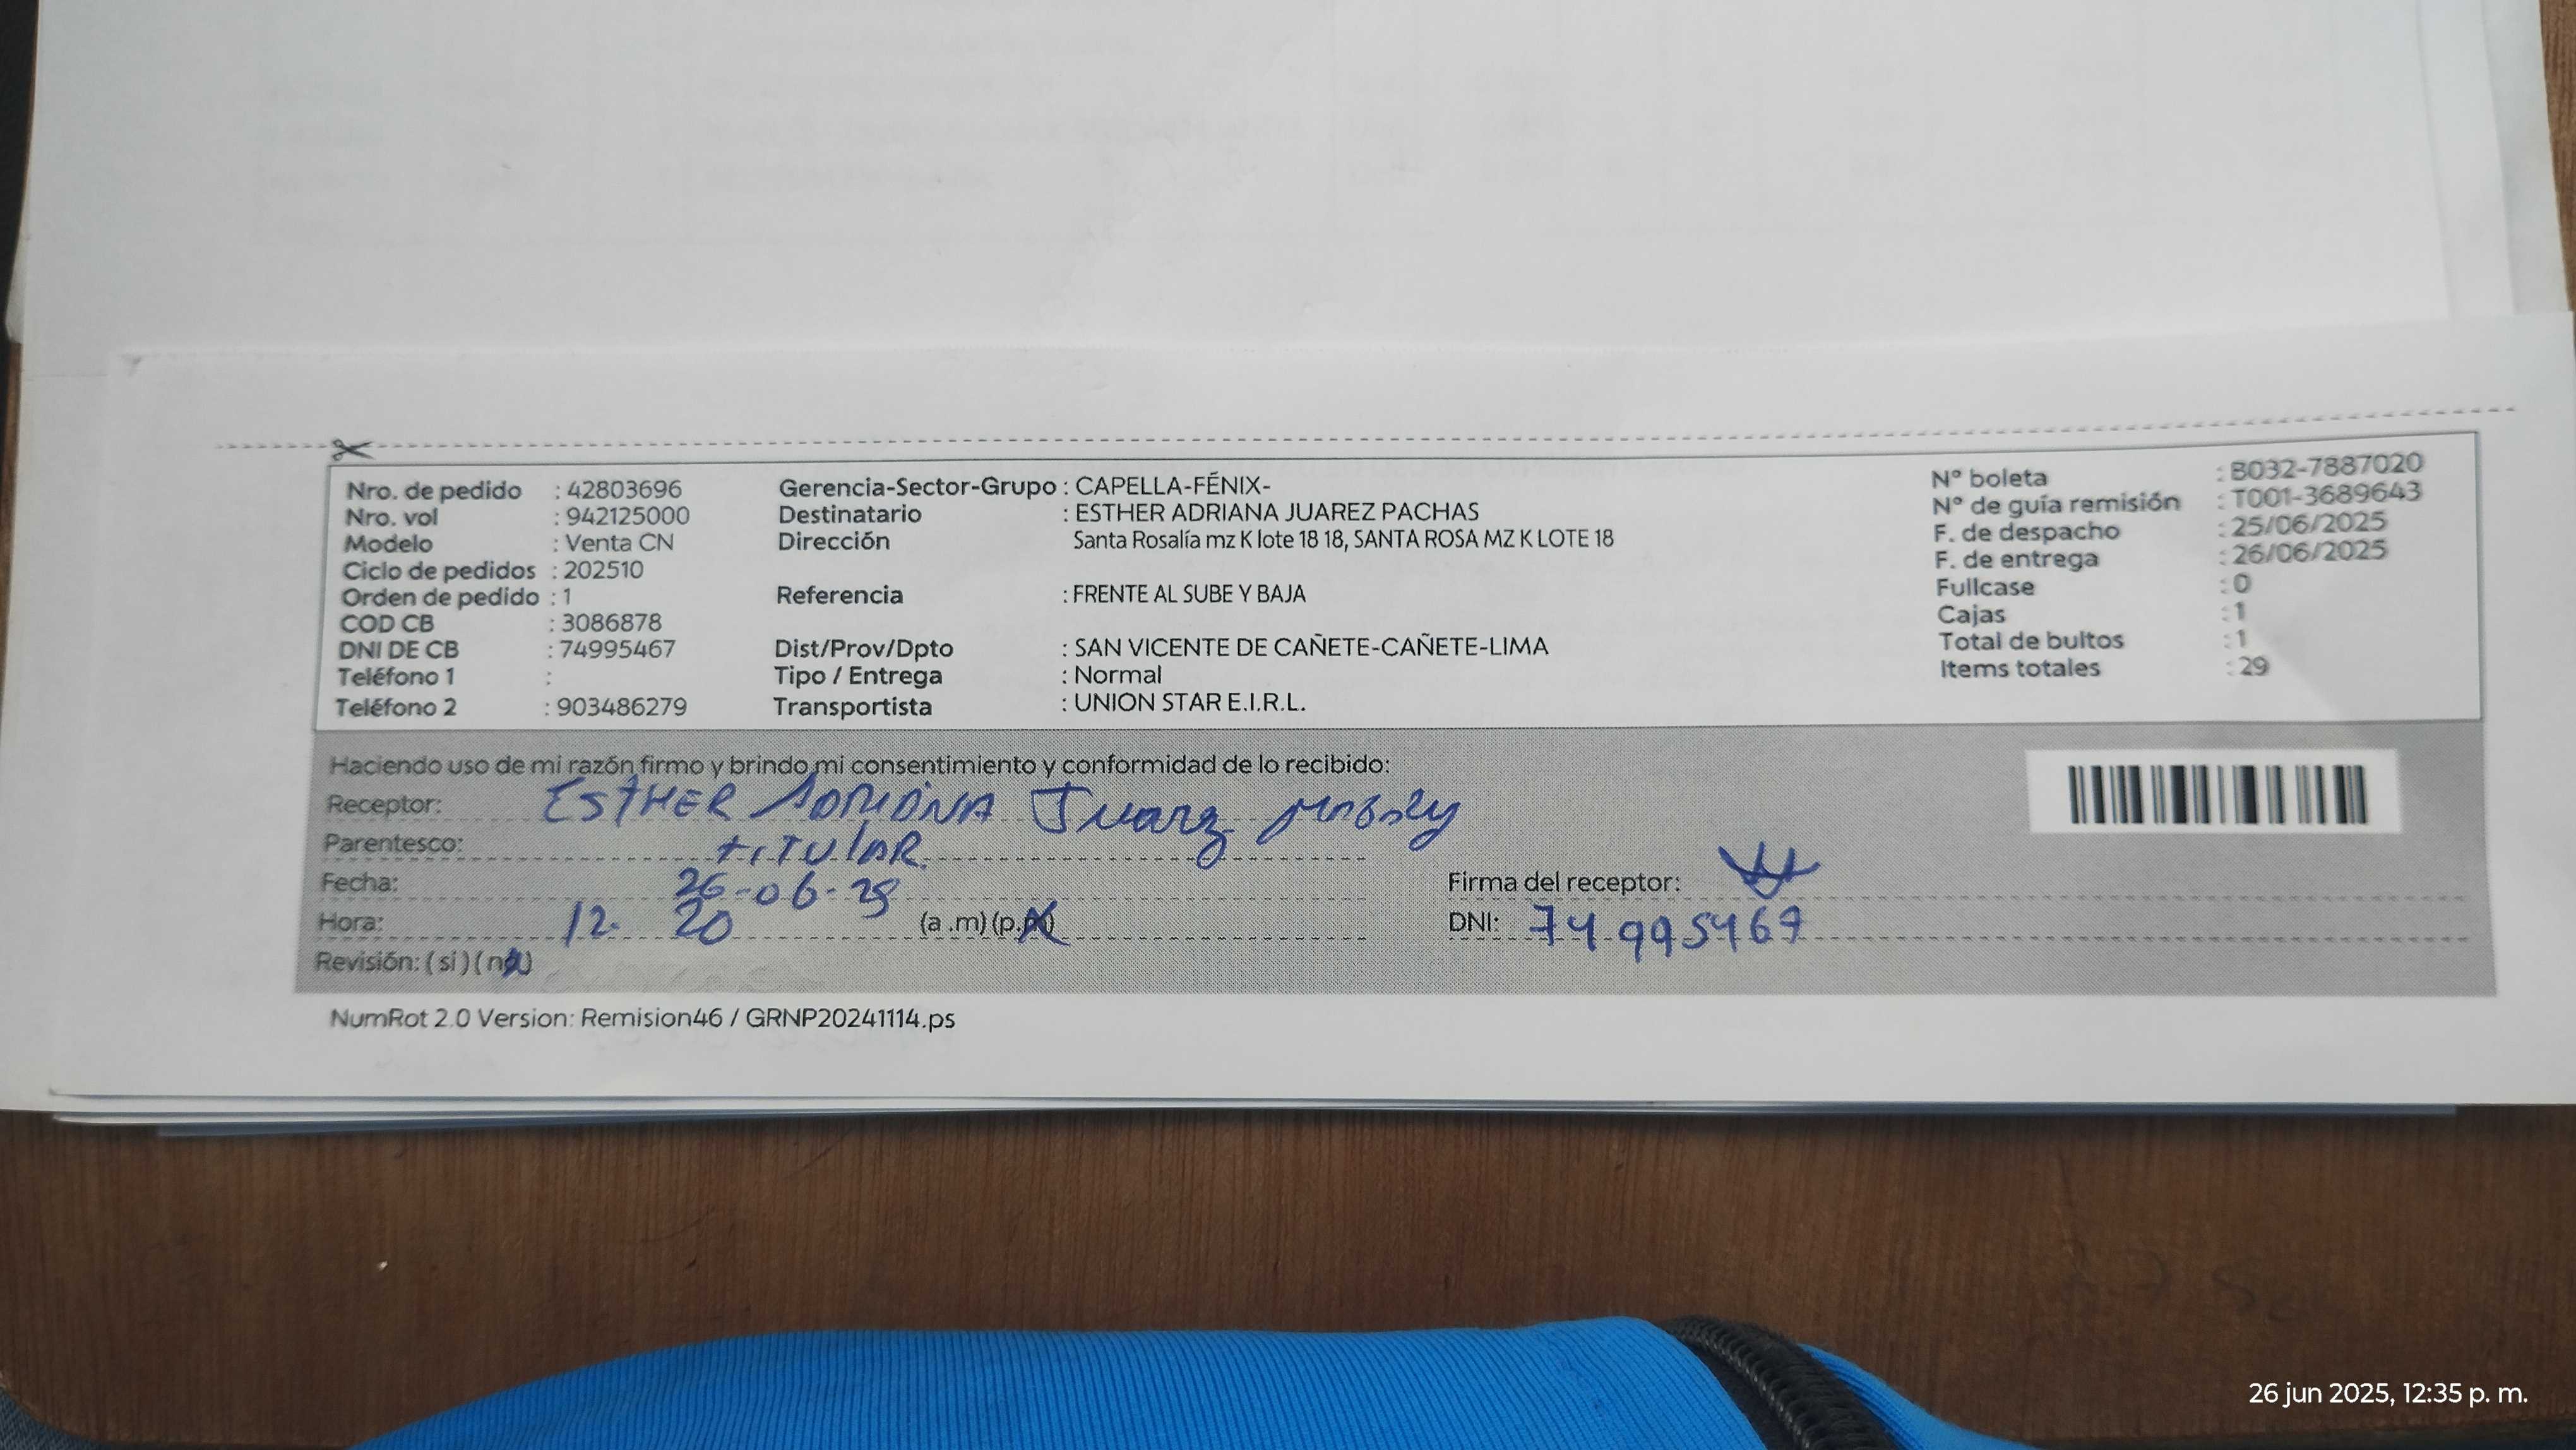 Nro. de pedido : 42803696
Nro. vol : 942125000
Modelo : Venta CN
Ciclo de pedidos : 202510
Orden de pedido : 1
COD CB : 3086878
DNI DE CB : 74995467
Teléfono 1 :
Teléfono 2 : 903486279
Gerencia-Sector-Grupo : CAPELLA-FÉNIX-
Destinatario : ESTHER ADRIANA JUAREZ PACHAS
Dirección Santa Rosalía mz K lote 18 18, SANTA ROSA MZ K LOTE 18
Referencia : FRENTE AL SUBE Y BAJA
Dist/Prov/Dpto : SAN VICENTE DE CAÑETE-CAÑETE-LIMA
Tipo / Entrega : Normal
Transportista : UNION STAR E.I.R.L.
Nº boleta : B032-7887020
Nº de guía remisión : T001-3689643
F. de despacho : 25/06/2025
F. de entrega : 26/06/2025
Fullcase : 0
Cajas : 1
Total de bultos : 1
Items totales : 29
Haciendo uso de mi razón firmo y brindo mi consentimiento y conformidad de lo recibido:
Receptor: ESTHER ADRIANA Juarz
Parentesco: titular
Fecha: 26-06-25
Hora: 12. 20 (a .m) (p.m)
Revisión: ( si ) ( no )
Firma del receptor:
DNI: 74995467
NumRot 2.0 Version: Remision46 / GRNP20241114.ps
26 jun 2025, 12:35 p. m.